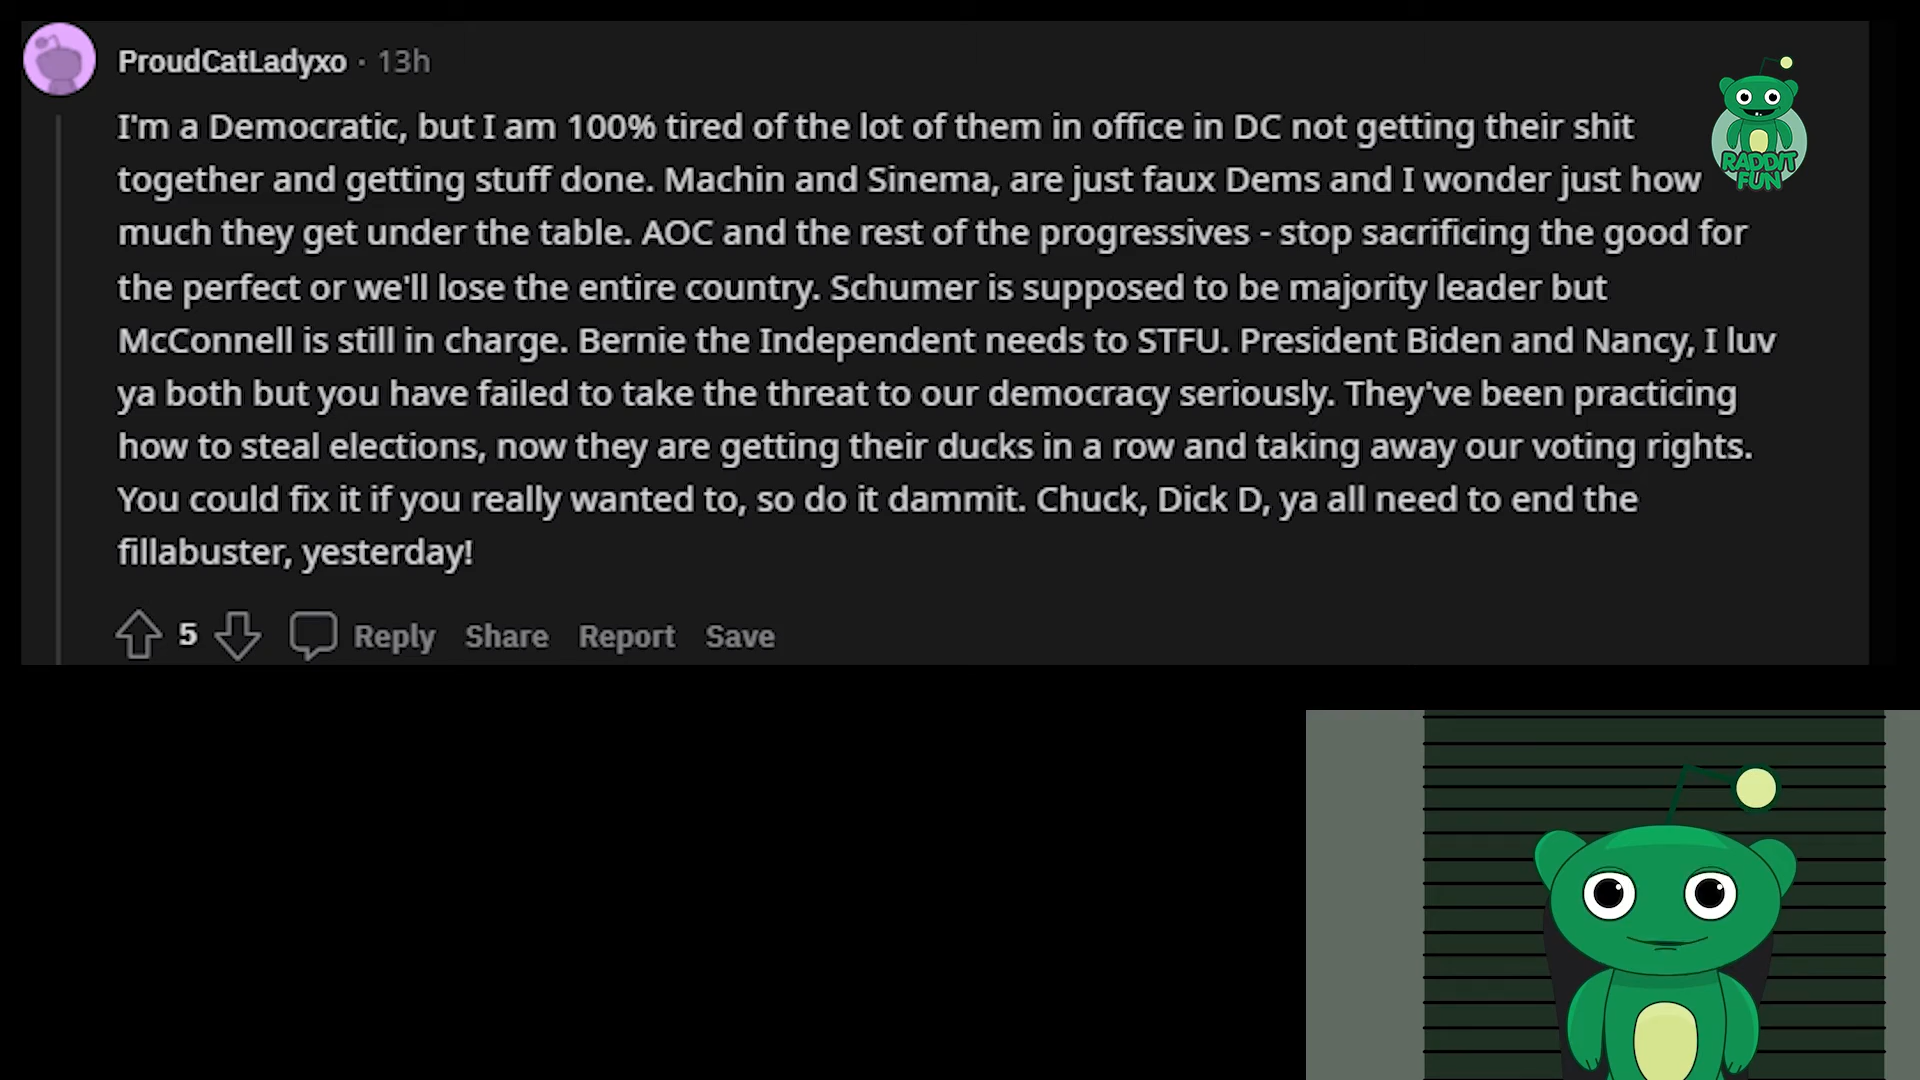 ProudCatLadyxo · 13h
I'm a Democratic, but I am 100% tired of the lot of them in office in DC not getting their shit
together and getting stuff done. Machin and Sinema, are just faux Dems and I wonder just how
much they get under the table. AOC and the rest of the progressives - stop sacrificing the good for
the perfect or we'll lose the entire country. Schumer is supposed to be majority leader but
McConnell is still in charge. Bernie the Independent needs to STFU. President Biden and Nancy, I luv
ya both but you have failed to take the threat to our democracy seriously. They've been practicing
how to steal elections, now they are getting their ducks in a row and taking away our voting rights.
You could fix it if you really wanted to, so do it dammit. Chuck, Dick D, ya all need to end the
fillabuster, yesterday!
5 Reply Share Report Save
RADDIT
FUN